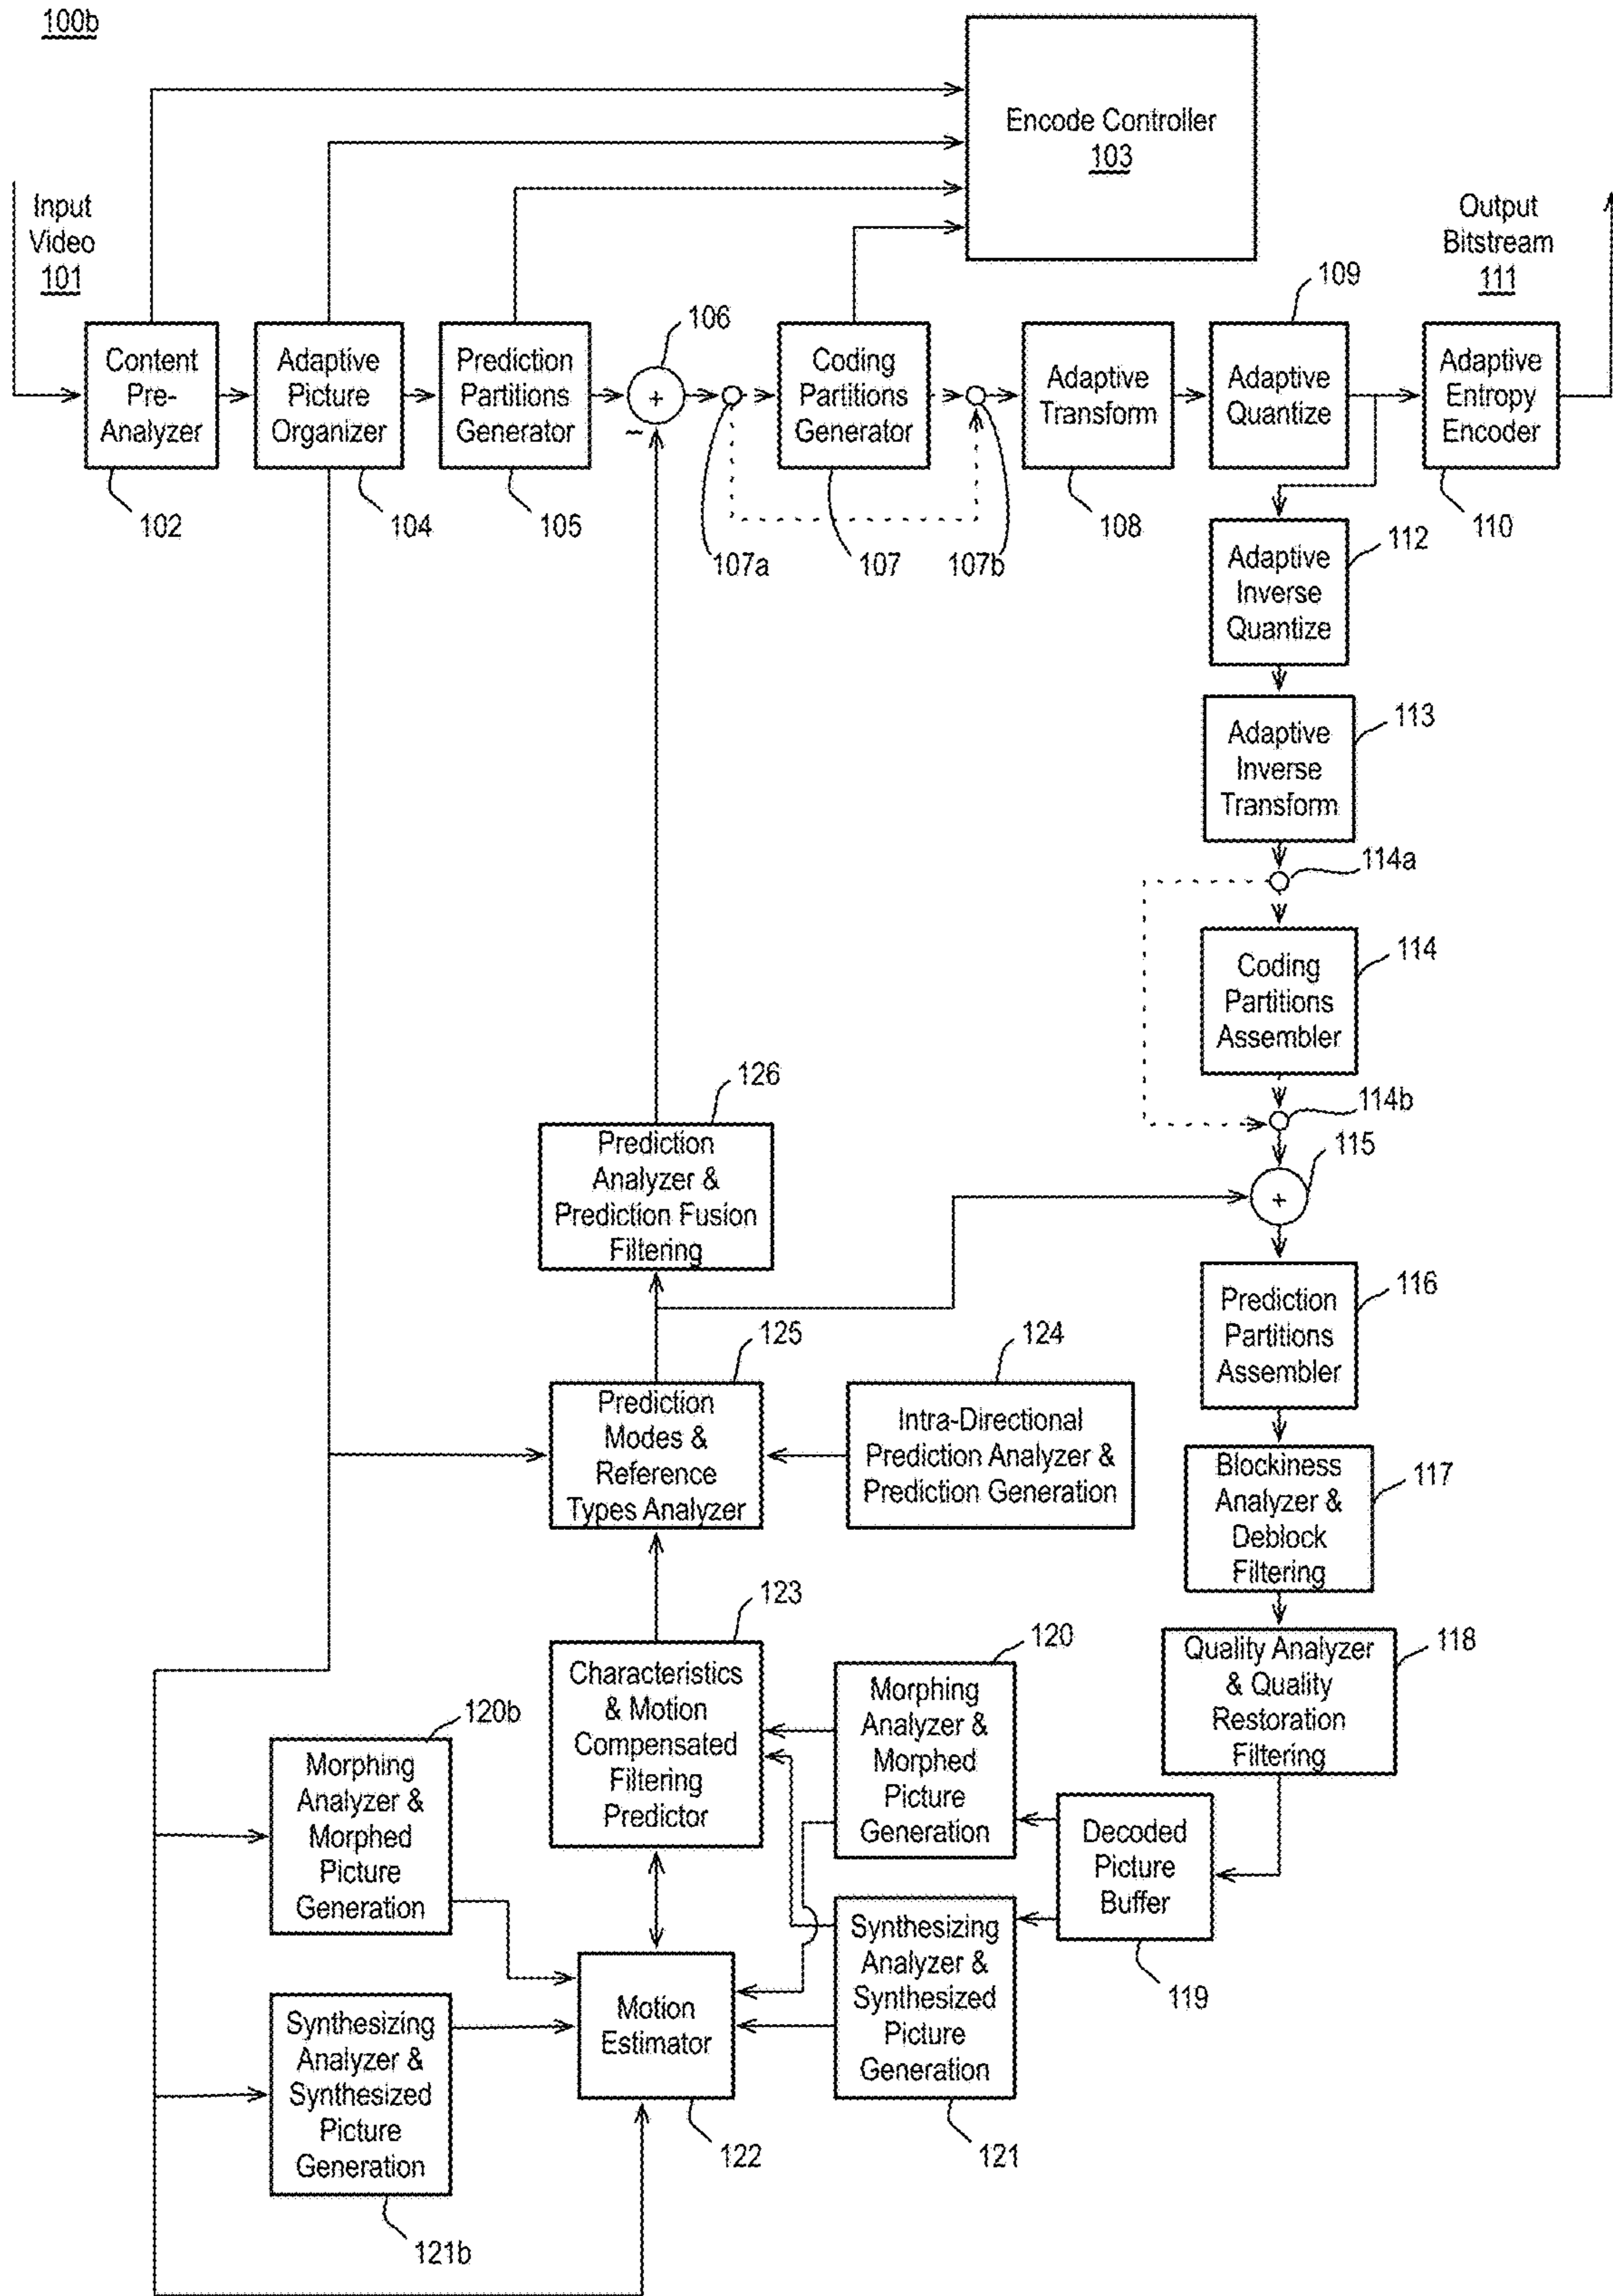 100b
Encode Controller
103
Input
Video
101
Output
Bitstream
111
109
106
Content
Pre-
Analyzer
Adaptive
Picture
Organizer
Prediction
Partitions
Generator
+
–
Coding
Partitions
Generator
Adaptive
Transform
Adaptive
Quantize
Adaptive
Entropy
Encoder
102
104
105
107a
107
107b
108
110
112
Adaptive
Inverse
Quantize
113
Adaptive
Inverse
Transform
114a
114
Coding
Partitions
Assembler
114b
115
+
126
Prediction
Analyzer &
Prediction Fusion
Filtering
116
Prediction
Partitions
Assembler
125
Prediction
Modes &
Reference
Types Analyzer
124
Intra-Directional
Prediction Analyzer &
Prediction Generation
117
Blockiness
Analyzer &
Deblock
Filtering
123
Characteristics
& Motion
Compensated
Filtering
Predictor
120
Morphing
Analyzer &
Morphed
Picture
Generation
118
Quality Analyzer
& Quality
Restoration
Filtering
120b
Morphing
Analyzer &
Morphed
Picture
Generation
Decoded
Picture
Buffer
119
Synthesizing
Analyzer &
Synthesized
Picture
Generation
121
Motion
Estimator
122
Synthesizing
Analyzer &
Synthesized
Picture
Generation
121b